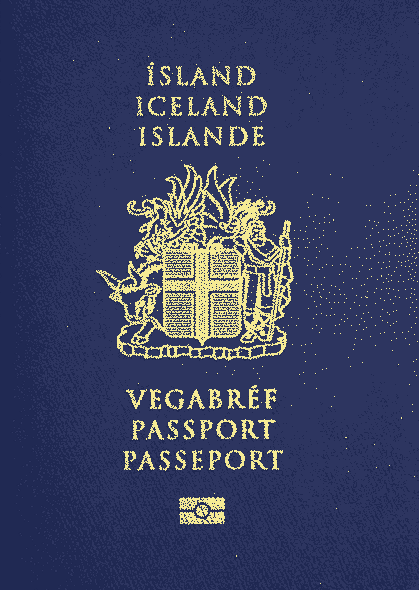 ÍSLAND
ICELAND
ISLANDE
VEGABRÉF
PASSPORT
PASSEPORT